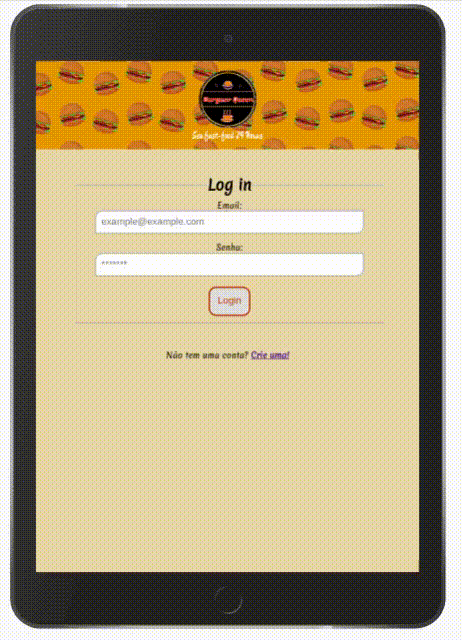 Burguer Queen
Seu fast-food 24 horas
Log in
Email:
example@example.com
Senha:
*******
Login
Não tem uma conta? Crie uma!